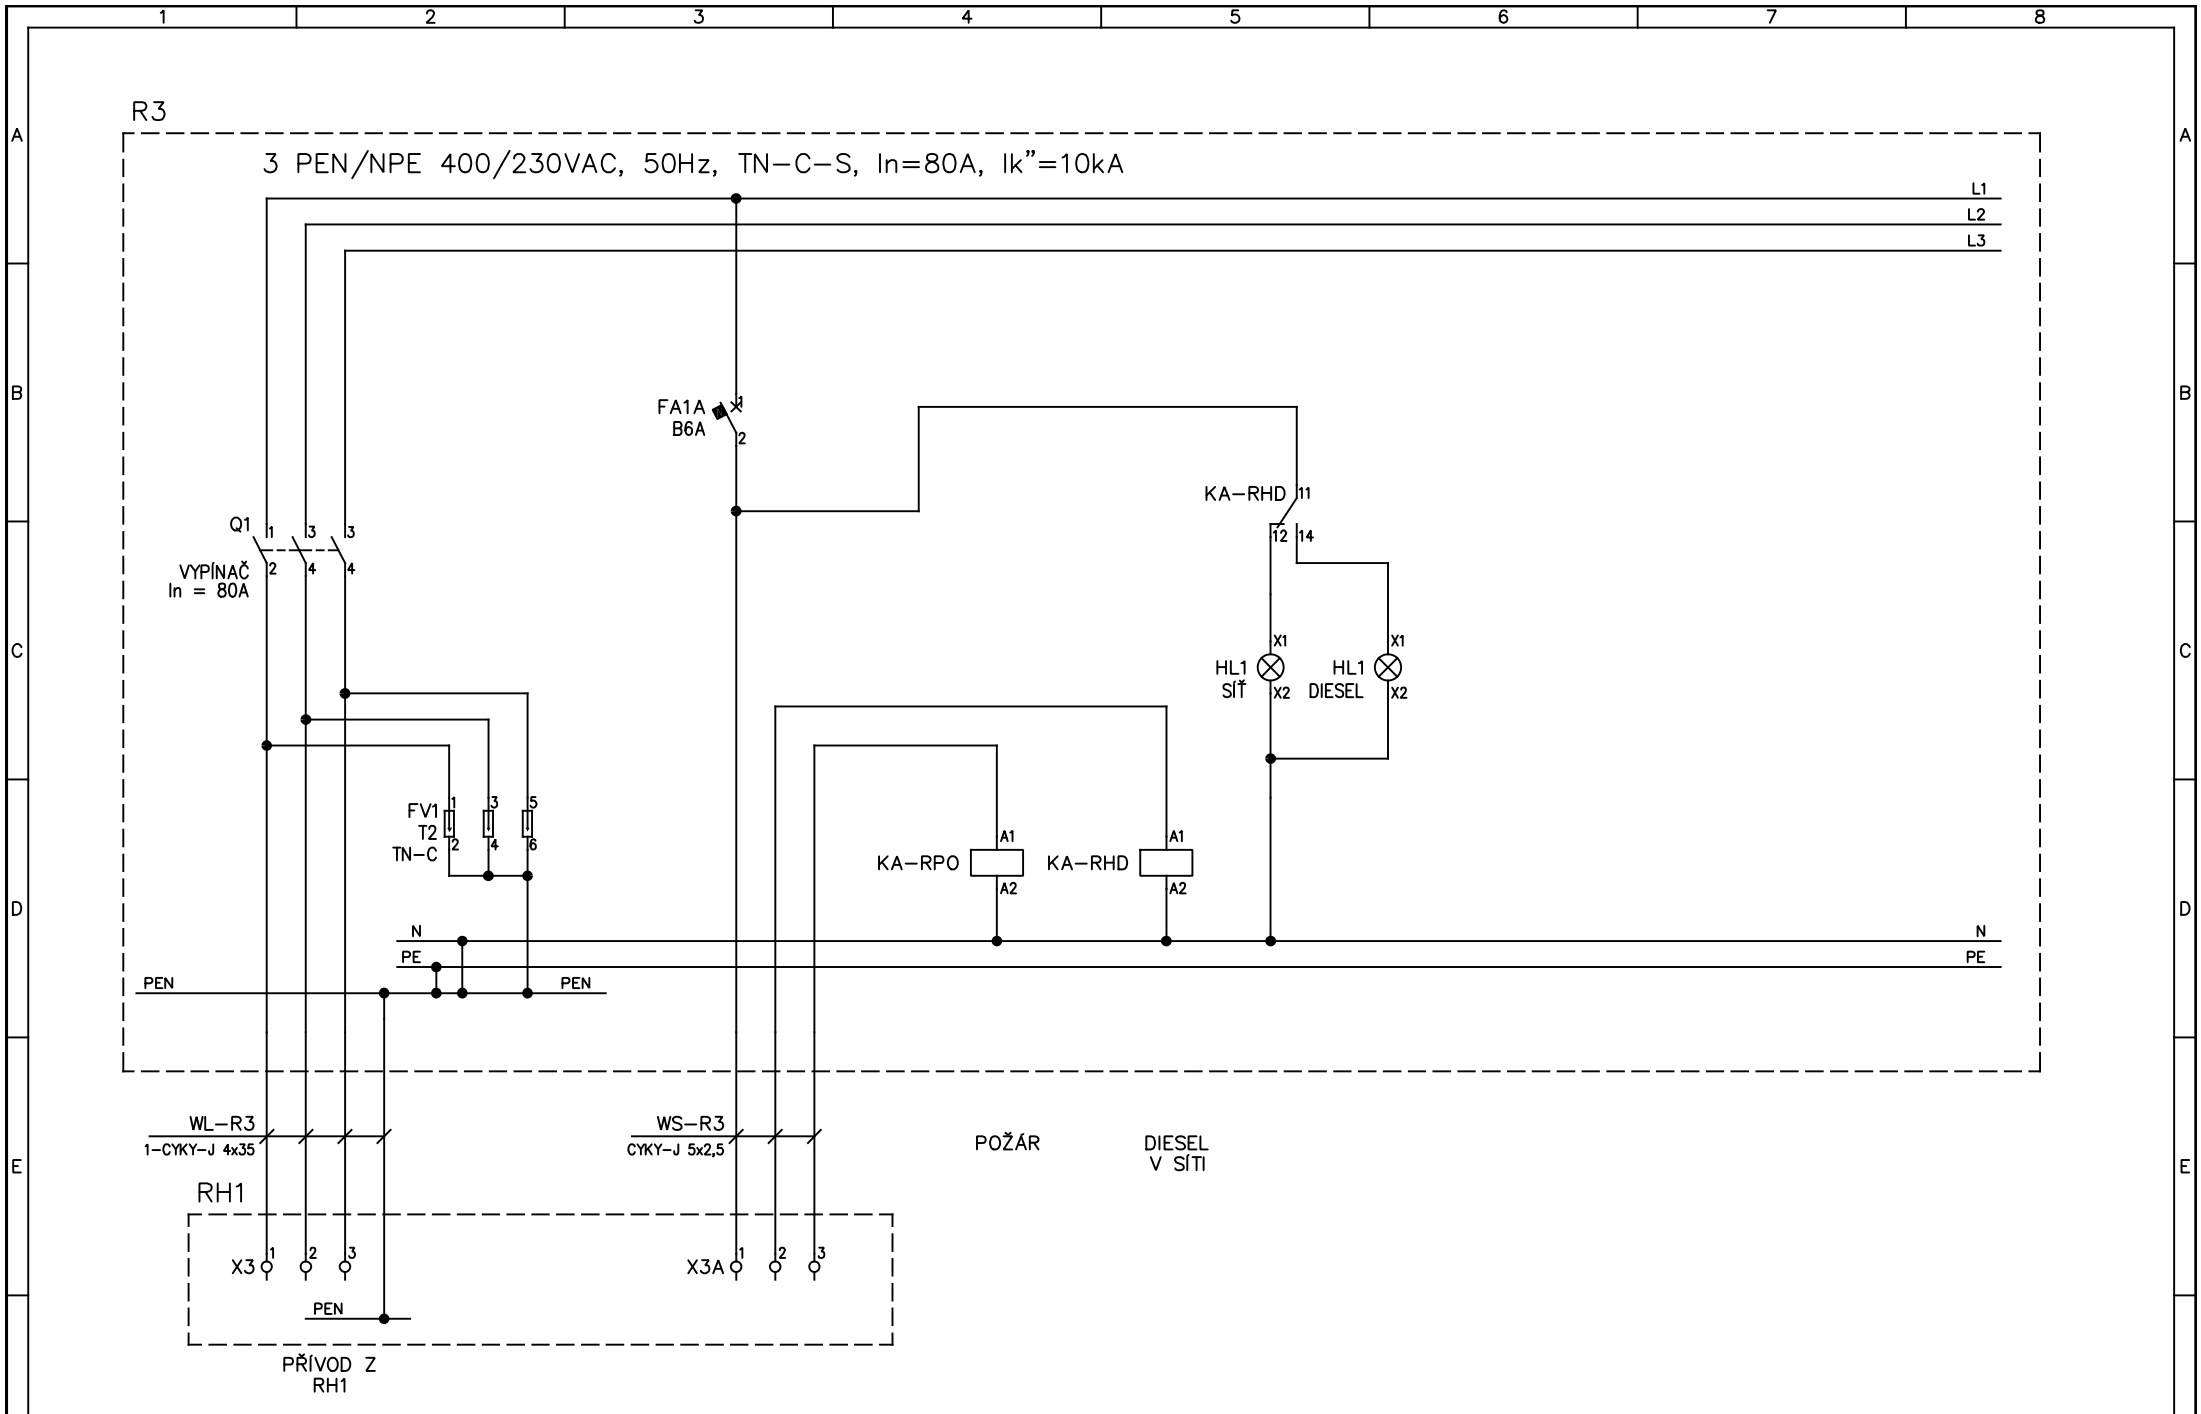 1 2 3 4 5 6 7 8
R3
A A
3 PEN/NPE 400/230VAC, 50Hz, TN-C-S, In=80A, Ik”=10kA
L1
L2
L3
B B
FA1A 1
B6A 2
KA-RHD 11
12 14
Q1 1 3 3
VYPÍNAČ 2 4 4
In = 80A
C C
X1 X1
HL1 HL1
SÍŤ X2 DIESEL X2
FV1 1 3 5
T2 2 4 6
TN-C
A1 A1
KA-RPO KA-RHD
A2 A2
D D
N N
PE PE
PEN PEN
WL-R3 WS-R3
1-CYKY-J 4x35 CYKY-J 5x2,5
POŽÁR DIESEL
V SÍTI
E E
RH1
X3 1 2 3 X3A 1 2 3
PEN
PŘÍVOD Z
RH1